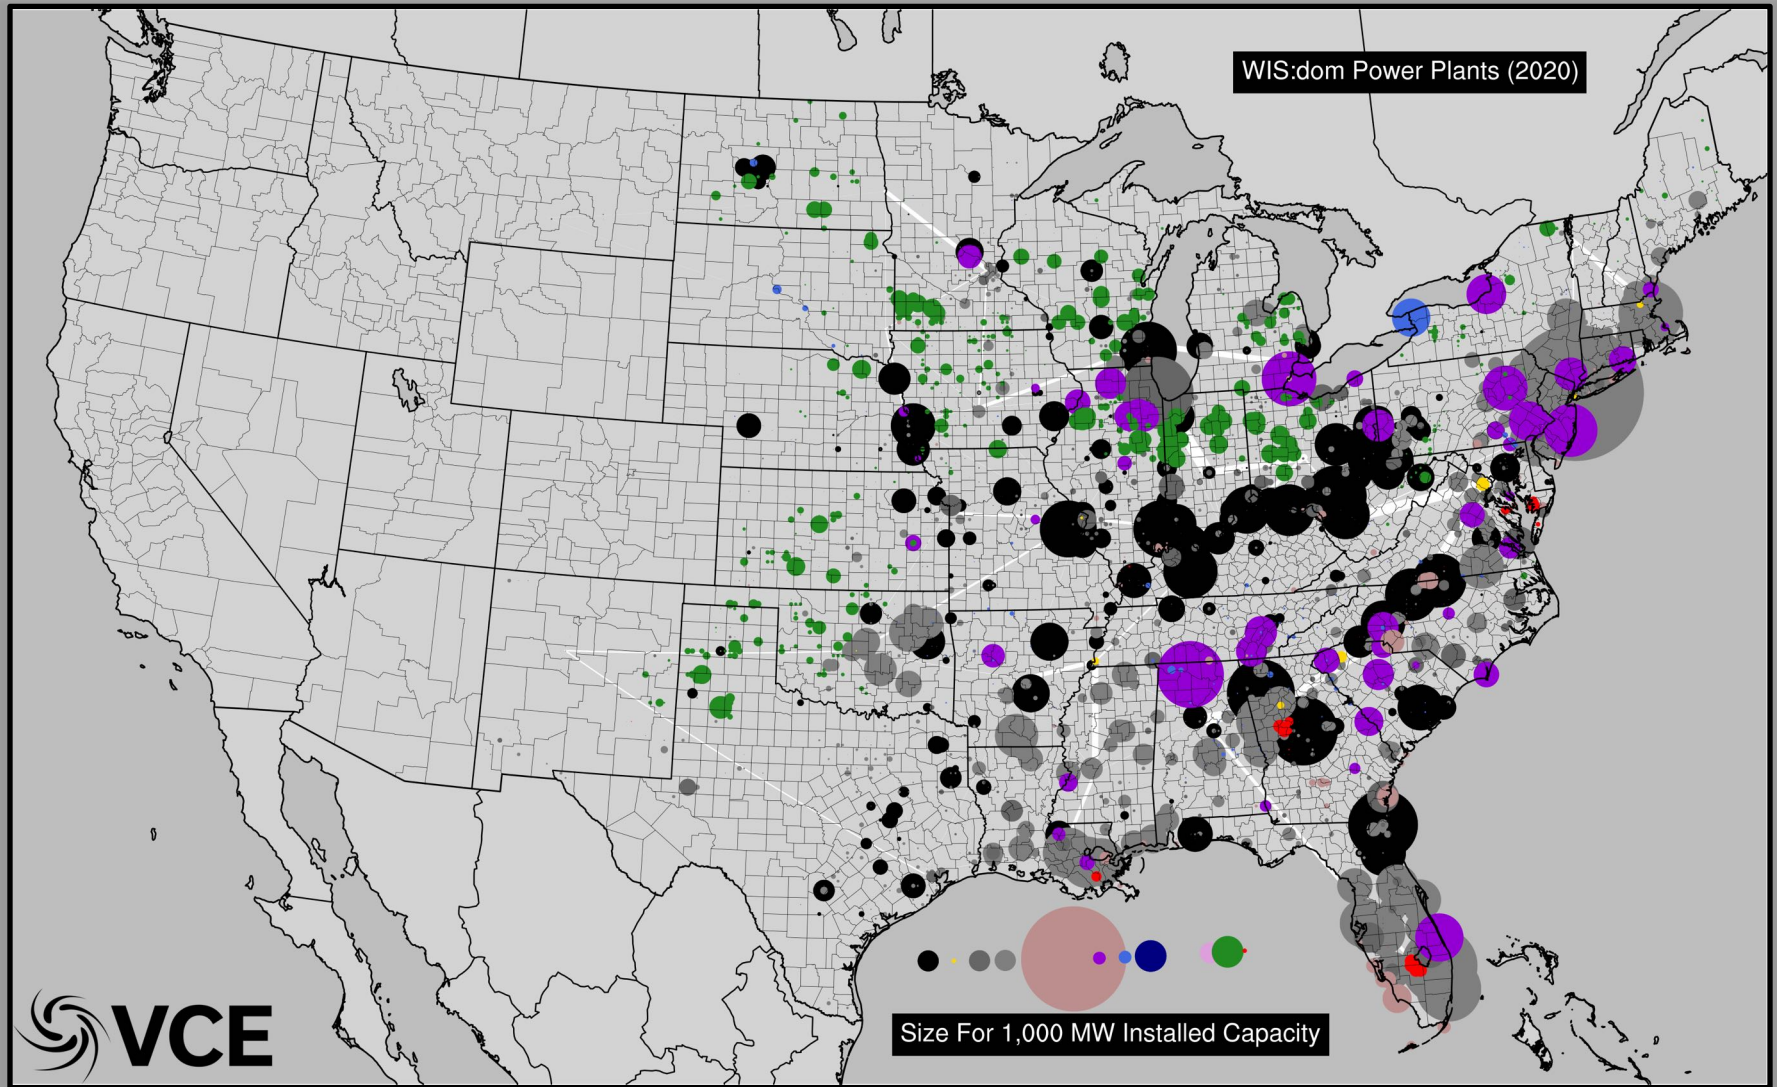 WIS:dom Power Plants (2020)
Size For 1,000 MW Installed Capacity
VCE